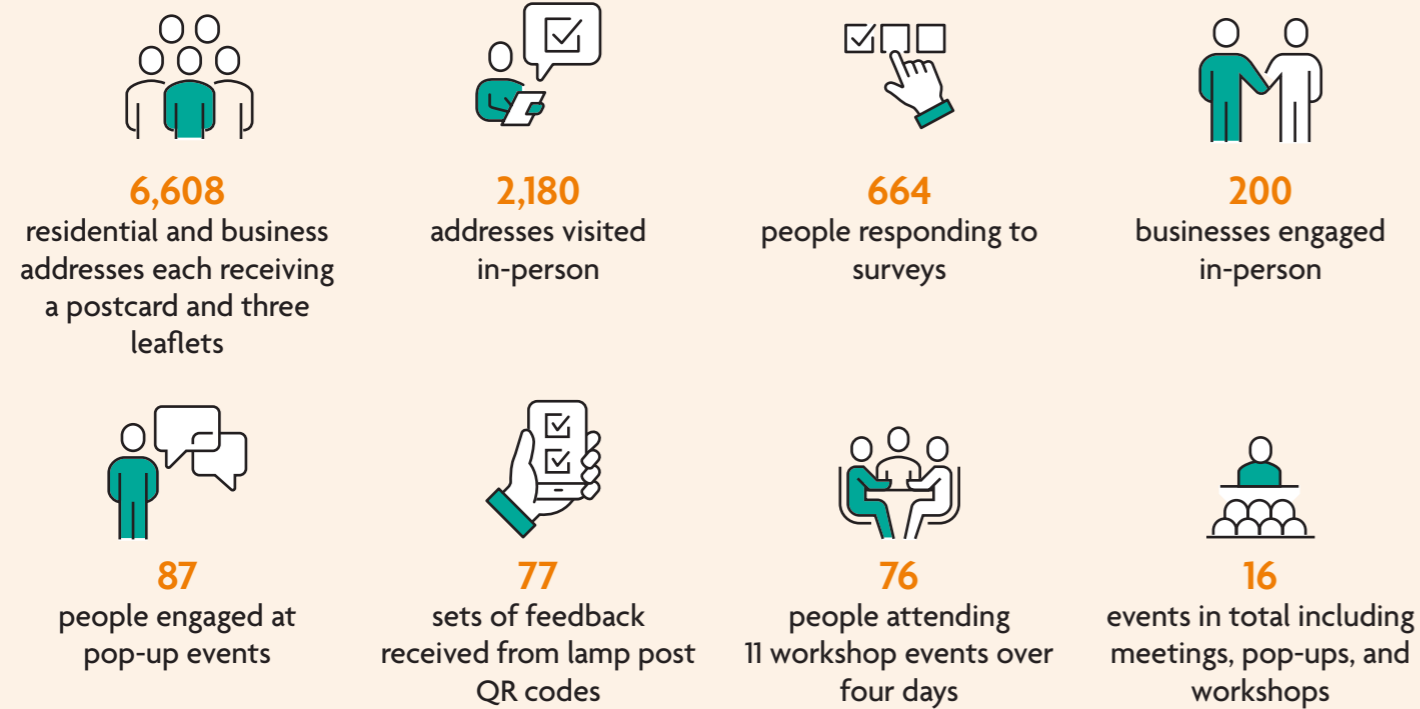 6,608
residential and business
addresses each receiving
a postcard and three
leaflets
2,180
addresses visited
in-person
664
people responding to
surveys
200
businesses engaged
in-person
87
people engaged at
pop-up events
77
sets of feedback
received from lamp post
QR codes
76
people attending
11 workshop events over
four days
16
events in total including
meetings, pop-ups, and
workshops